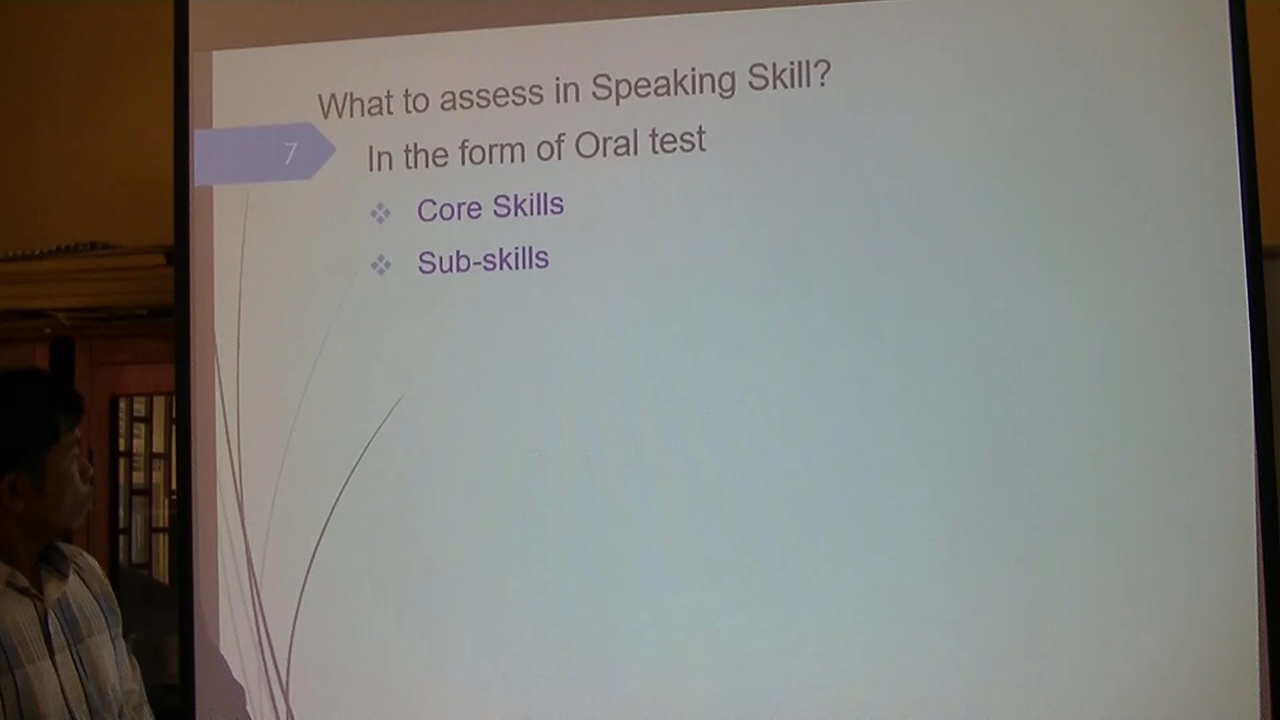 What to assess in Speaking Skill?
7
In the form of Oral test
Core Skills
Sub-skills